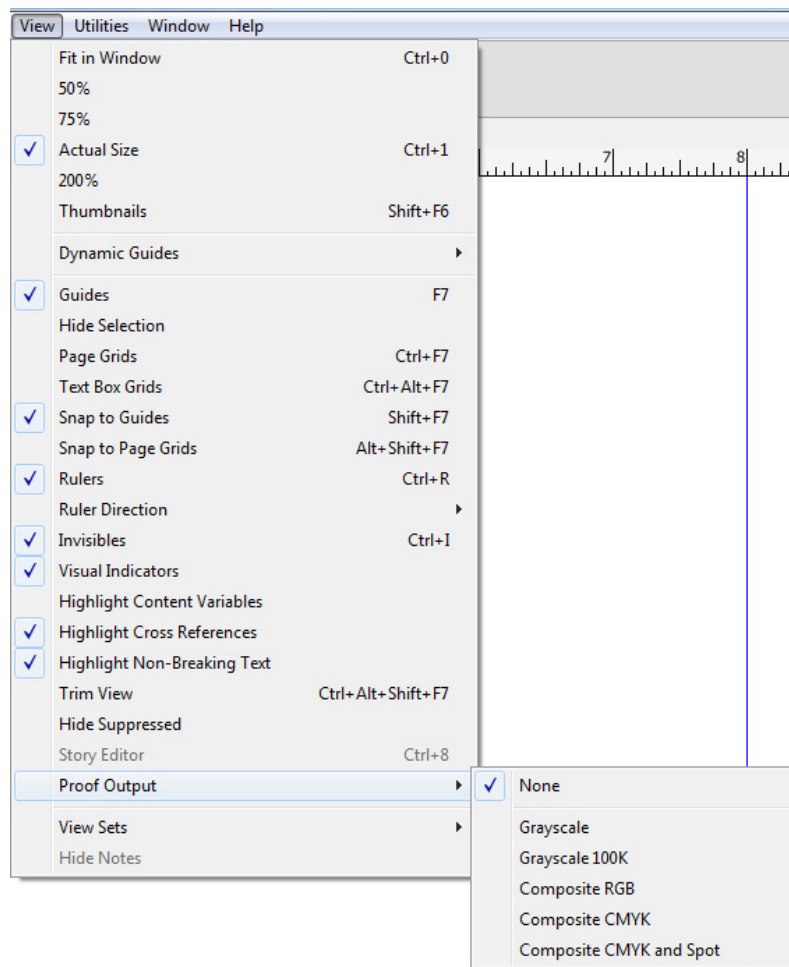 View Utilities Window Help
Fit in Window Ctrl+0
50%
75%
Actual Size Ctrl+1
7 8
200%
Thumbnails Shift+F6
Dynamic Guides
Guides F7
Hide Selection
Page Grids Ctrl+F7
Text Box Grids Ctrl+Alt+F7
Snap to Guides Shift+F7
Snap to Page Grids Alt+Shift+F7
Rulers Ctrl+R
Ruler Direction
Invisibles Ctrl+I
Visual Indicators
Highlight Content Variables
Highlight Cross References
Highlight Non-Breaking Text
Trim View Ctrl+Alt+Shift+F7
Hide Suppressed
Story Editor Ctrl+8
Proof Output
None
View Sets
Grayscale
Hide Notes
Grayscale 100K
Composite RGB
Composite CMYK
Composite CMYK and Spot